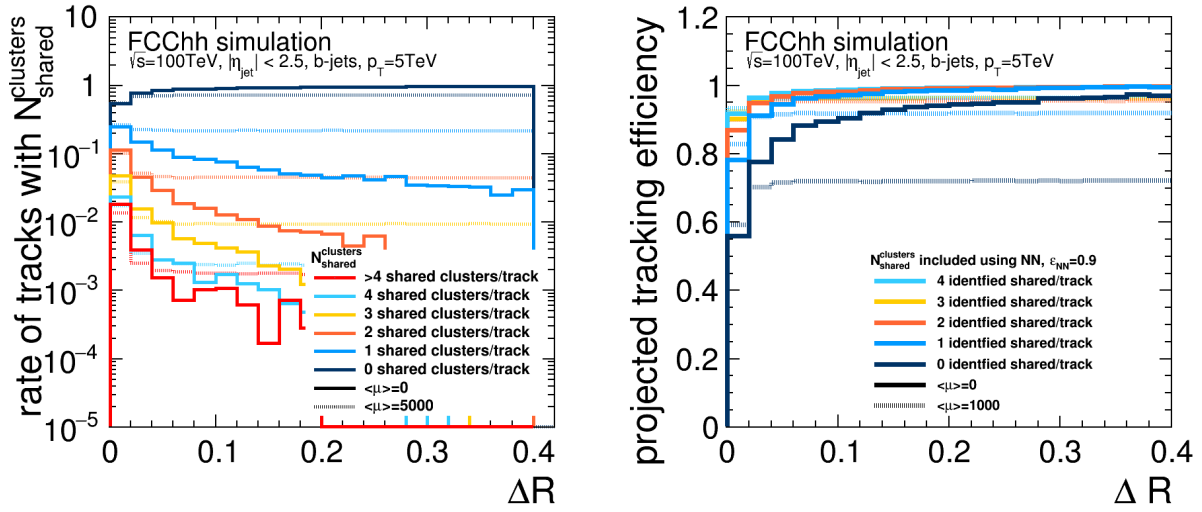 rate of tracks with N shared clusters
10
1
10⁻¹
10⁻²
10⁻³
10⁻⁴
10⁻⁵
FCChh simulation
√s=100TeV, |η_jet| < 2.5, b-jets, p_T=5TeV
N shared clusters
>4 shared clusters/track
4 shared clusters/track
3 shared clusters/track
2 shared clusters/track
1 shared clusters/track
0 shared clusters/track
<μ>=0
<μ>=5000
0 0.1 0.2 0.3 0.4
ΔR
projected tracking efficiency
1.2
1
0.8
0.6
0.4
0.2
0
FCChh simulation
√s=100TeV, |η_jet| < 2.5, b-jets, p_T=5TeV
N shared clusters included using NN, ε_NN=0.9
4 identfied shared/track
3 identfied shared/track
2 identfied shared/track
1 identfied shared/track
0 identfied shared/track
<μ>=0
<μ>=1000
0 0.1 0.2 0.3 0.4
Δ R